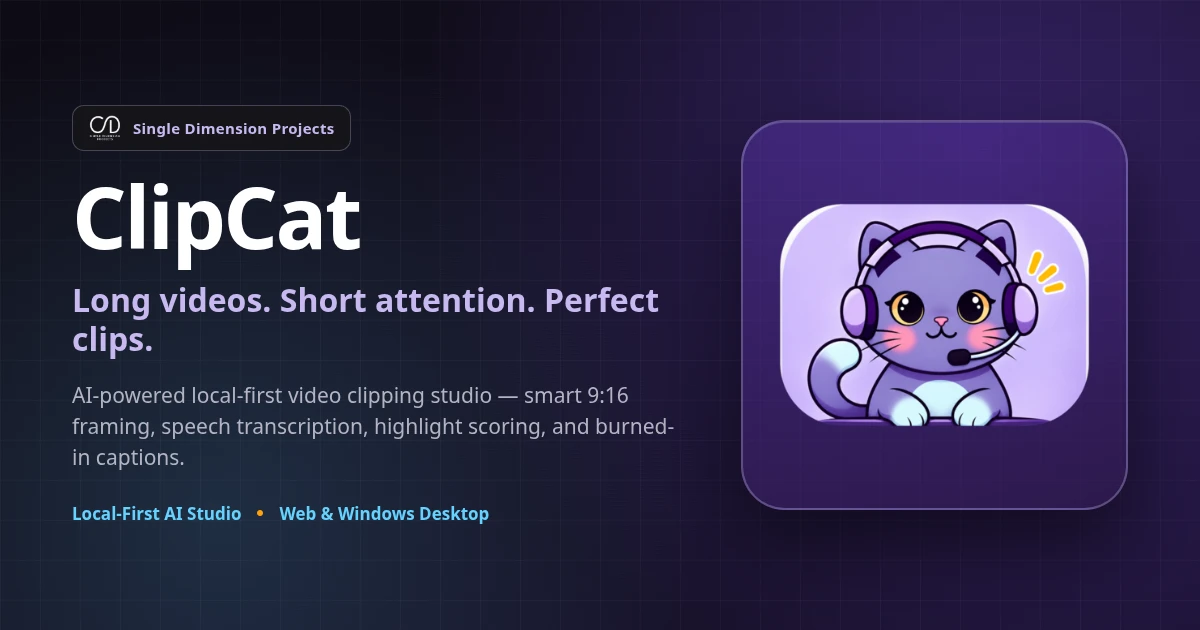 Single Dimension Projects
ClipCat
Long videos. Short attention. Perfect
clips.
AI-powered local-first video clipping studio — smart 9:16
framing, speech transcription, highlight scoring, and burned-
in captions.
Local-First AI Studio • Web & Windows Desktop